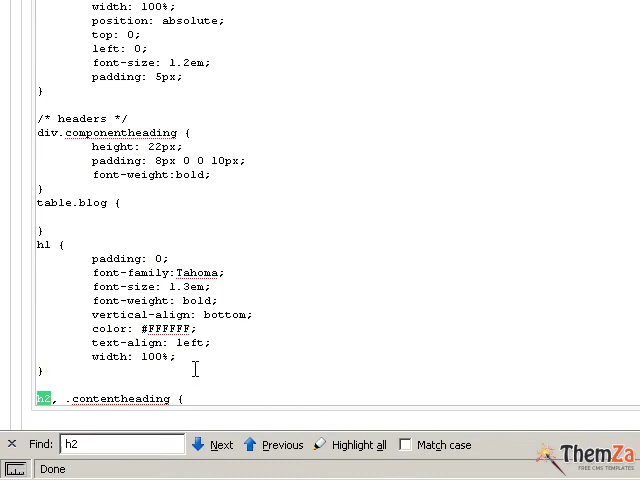 width: 100%;
position: absolute;
top: 0;
left: 0;
font-size: 1.2em;
padding: 5px;
}
/* headers */
div.componentheading {
height: 22px;
padding: 8px 0 0 10px;
font-weight:bold;
}
table.blog {
}
h1 {
padding: 0;
font-family:Tahoma;
font-size: 1.3em;
font-weight: bold;
vertical-align: bottom;
color: #FFFFFF;
text-align: left;
width: 100%;
}
h2, .contentheading {
Find: h2 Next Previous Highlight all Match case
Done
ThemZa
FREE CMS TEMPLATES